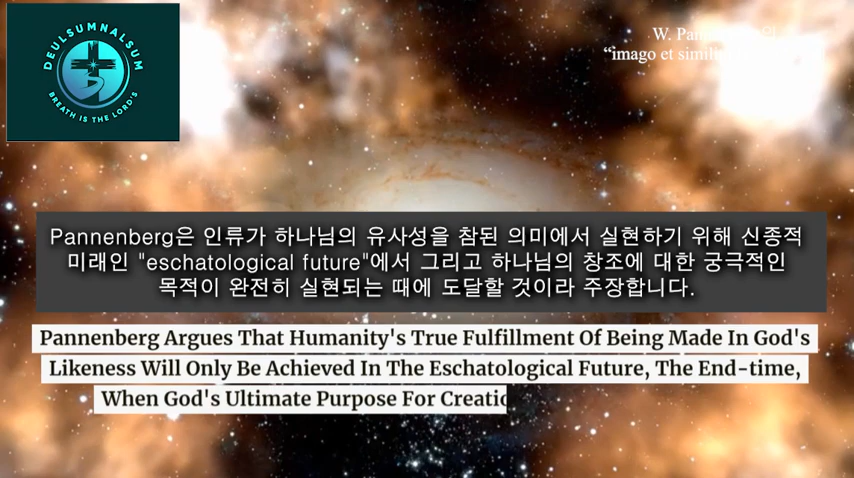 DEULSUMNALSUM
BREATH IS THE LORD'S
W.
“imago et
Pannenberg은 인류가 하나님의 유사성을 참된 의미에서 실현하기 위해 신종적
미래인 "eschatological future"에서 그리고 하나님의 창조에 대한 궁극적인
목적이 완전히 실현되는 때에 도달할 것이라 주장합니다.
Pannenberg Argues That Humanity's True Fulfillment Of Being Made In God's
Likeness Will Only Be Achieved In The Eschatological Future, The End-time,
When God's Ultimate Purpose For